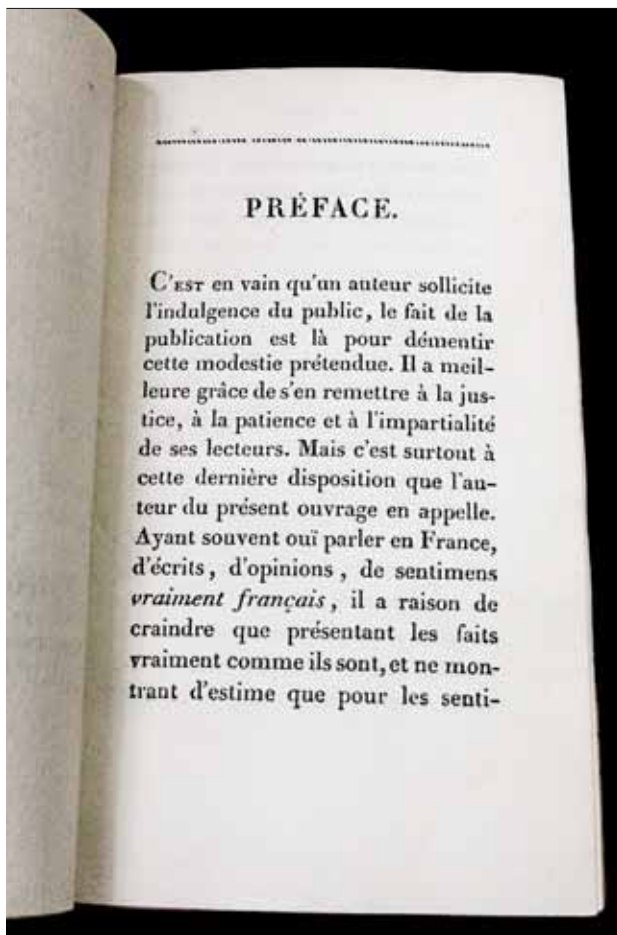 PRÉFACE.
C'EST en vain qu'un auteur sollicite
l'indulgence du public, le fait de la
publication est là pour démentir
cette modestie prétendue. Il a meil-
leure grâce de s'en remettre à la jus-
tice, à la patience et à l'impartialité
de ses lecteurs. Mais c'est surtout à
cette dernière disposition que l'au-
teur du présent ouvrage en appelle.
Ayant souvent ouï parler en France,
d'écrits, d'opinions, de sentimens
vraiment français, il a raison de
craindre que présentant les faits
vraiment comme ils sont, et ne mon-
trant d'estime que pour les senti-